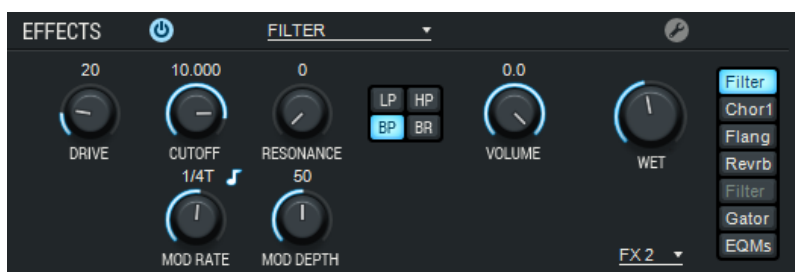 EFFECTS FILTER
20 10.000 0 0.0
LP HP
BP BR
DRIVE CUTOFF RESONANCE VOLUME WET
1/4T 50
MOD RATE MOD DEPTH
FX 2
Filter
Chor1
Flang
Revrb
Filter
Gator
EQMs